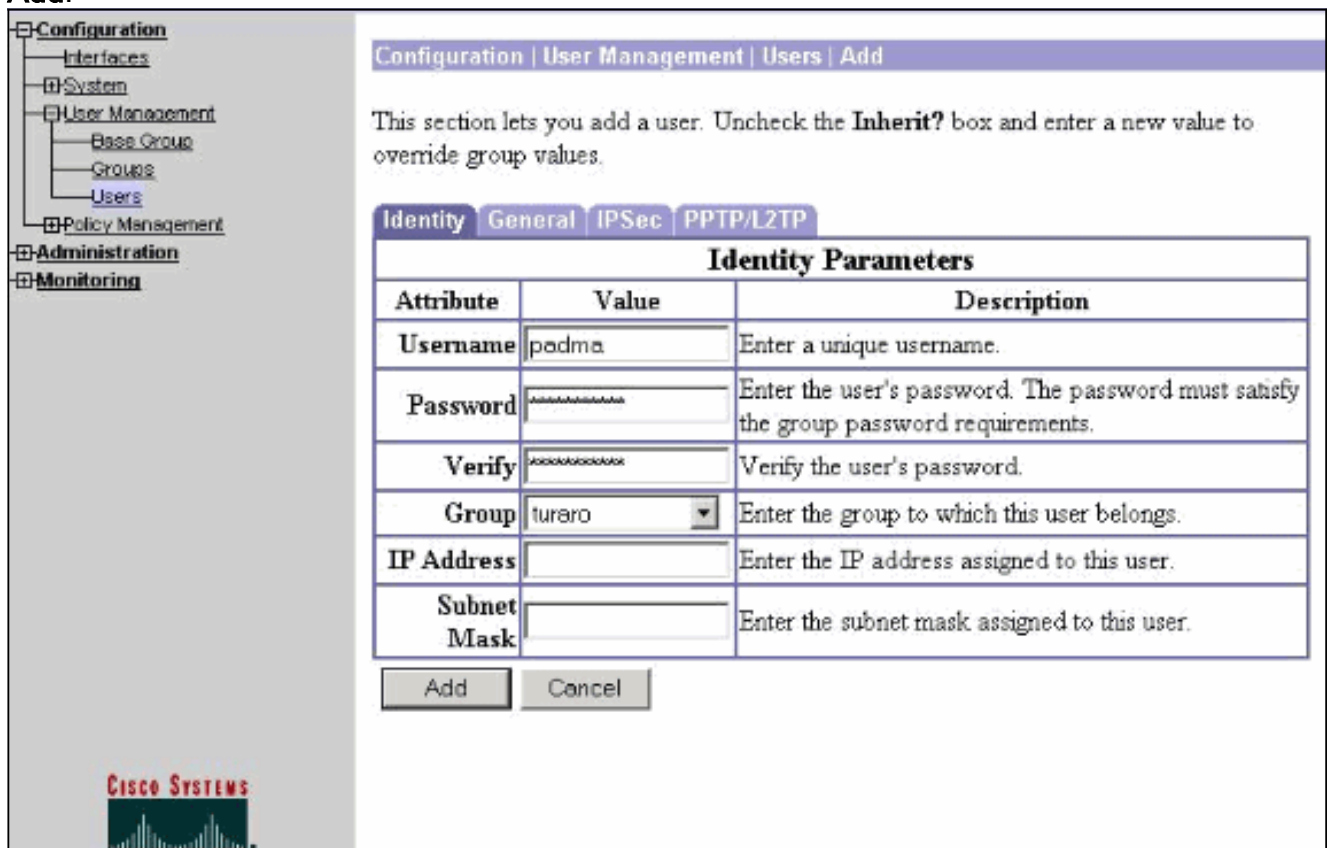 Add.
Configuration
Interfaces
System
User Management
Base Group
Groups
Users
Policy Management
Administration
Monitoring
CISCO SYSTEMS
Configuration | User Management | Users | Add
This section lets you add a user. Uncheck the Inherit? box and enter a new value to
override group values.
Identity General IPSec PPTP/L2TP
Identity Parameters
Attribute Value Description
Username padma Enter a unique username.
Password *********** Enter the user's password. The password must satisfy
the group password requirements.
Verify *********** Verify the user's password.
Group turaro Enter the group to which this user belongs.
IP Address Enter the IP address assigned to this user.
Subnet
Mask Enter the subnet mask assigned to this user.
Add Cancel